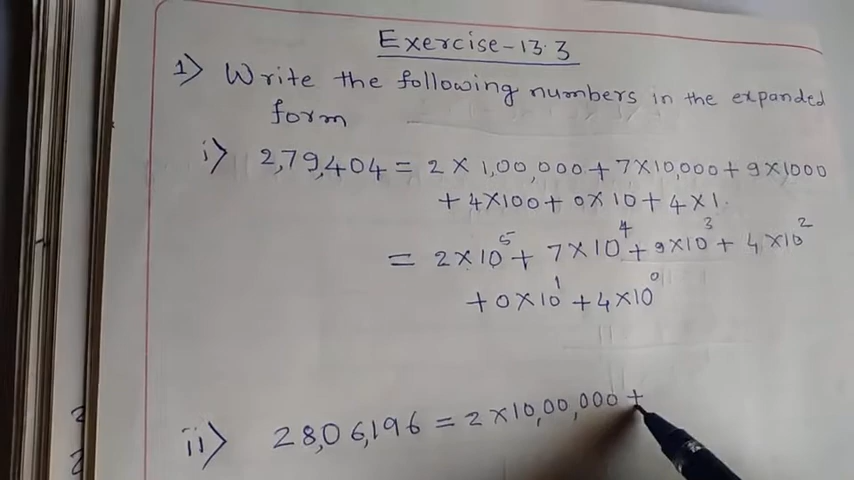 Exercise-13.3
1) Write the following numbers in the expanded
form
i) 2,79,404 = 2 × 1,00,000 + 7×10,000 + 9×1000
+ 4×100 + 0×10 + 4×1.
= 2×10⁵ + 7×10⁴ + 9×10³ + 4×10²
+ 0×10¹ + 4×10⁰
ii) 28,06,196 = 2×10,00,000 +